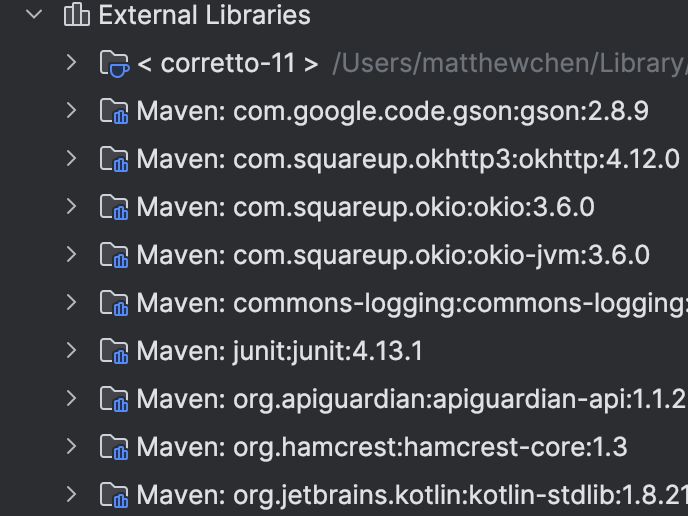 External Libraries
< corretto-11 > /Users/matthewchen/Library/
Maven: com.google.code.gson:gson:2.8.9
Maven: com.squareup.okhttp3:okhttp:4.12.0
Maven: com.squareup.okio:okio:3.6.0
Maven: com.squareup.okio:okio-jvm:3.6.0
Maven: commons-logging:commons-logging:
Maven: junit:junit:4.13.1
Maven: org.apiguardian:apiguardian-api:1.1.2
Maven: org.hamcrest:hamcrest-core:1.3
Maven: org.jetbrains.kotlin:kotlin-stdlib:1.8.21